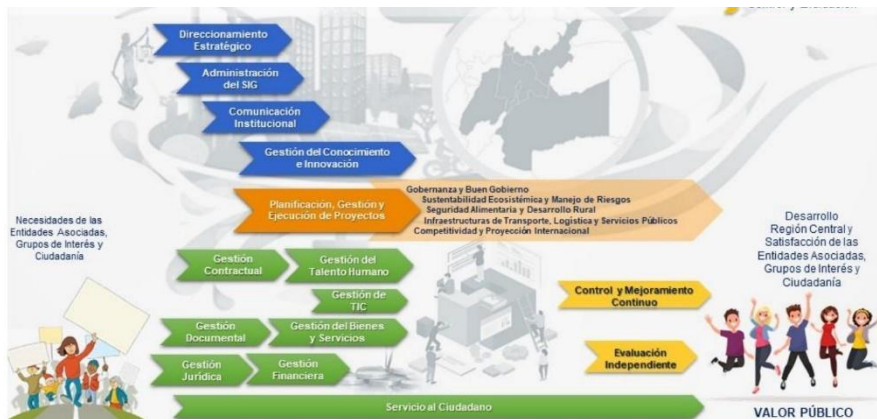 Control y Evaluación
Direccionamiento
Estratégico
Administración
del SIG
Comunicación
Institucional
Gestión del Conocimiento
e Innovación
Planificación, Gestión y
Ejecución de Proyectos
Gobernanza y Buen Gobierno
Sustentabilidad Ecosistémica y Manejo de Riesgos
Seguridad Alimentaria y Desarrollo Rural
Infraestructuras de Transporte, Logística y Servicios Públicos
Competitividad y Proyección Internacional
Necesidades de las
Entidades Asociadas,
Grupos de Interés y
Ciudadanía
Desarrollo
Región Central y
Satisfacción de las
Entidades Asociadas,
Grupos de Interés y
Ciudadanía
Gestión
Contractual
Gestión del
Talento Humano
Gestión de
TIC
Gestión
Documental
Gestión del Bienes
y Servicios
Gestión
Jurídica
Gestión
Financiera
Control y Mejoramiento
Continuo
Evaluación
Independiente
Servicio al Ciudadano
VALOR PÚBLICO